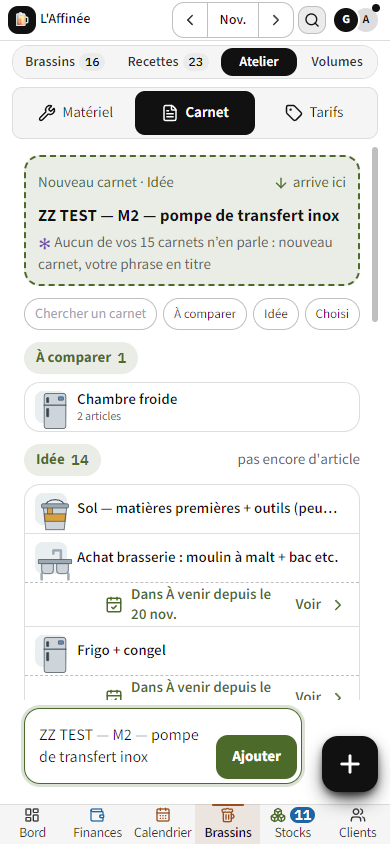 L'Affinée
Nov.
G
A
Brassins 16
Recettes 23
Atelier
Volumes
Matériel
Carnet
Tarifs
Nouveau carnet · Idée
arrive ici
ZZ TEST — M2 — pompe de transfert inox
Aucun de vos 15 carnets n'en parle : nouveau
carnet, votre phrase en titre
Chercher un carnet
À comparer
Idée
Choisi
À comparer 1
Chambre froide
2 articles
Idée 14
pas encore d'article
Sol — matières premières + outils (peu…
Achat brasserie : moulin à malt + bac etc.
Dans À venir depuis le
20 nov.
Voir
Frigo + congel
Dans À venir depuis le
Voir
ZZ TEST — M2 — pompe
de transfert inox
Ajouter
Bord
Finances
Calendrier
Brassins
11
Stocks
Clients